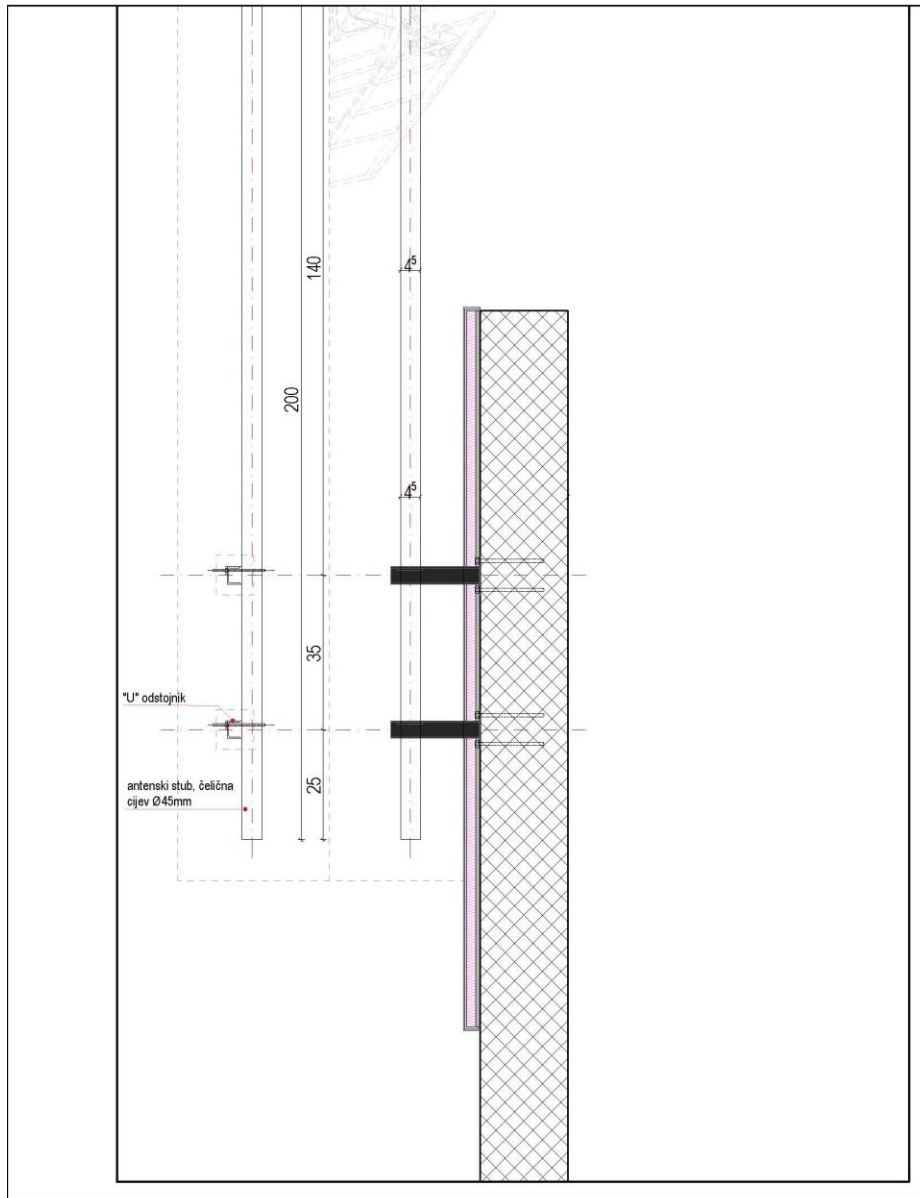 140
4⁵
200
4⁵
35
"U" odstojnik
25
antenski stub, čelična
cijev Ø45mm